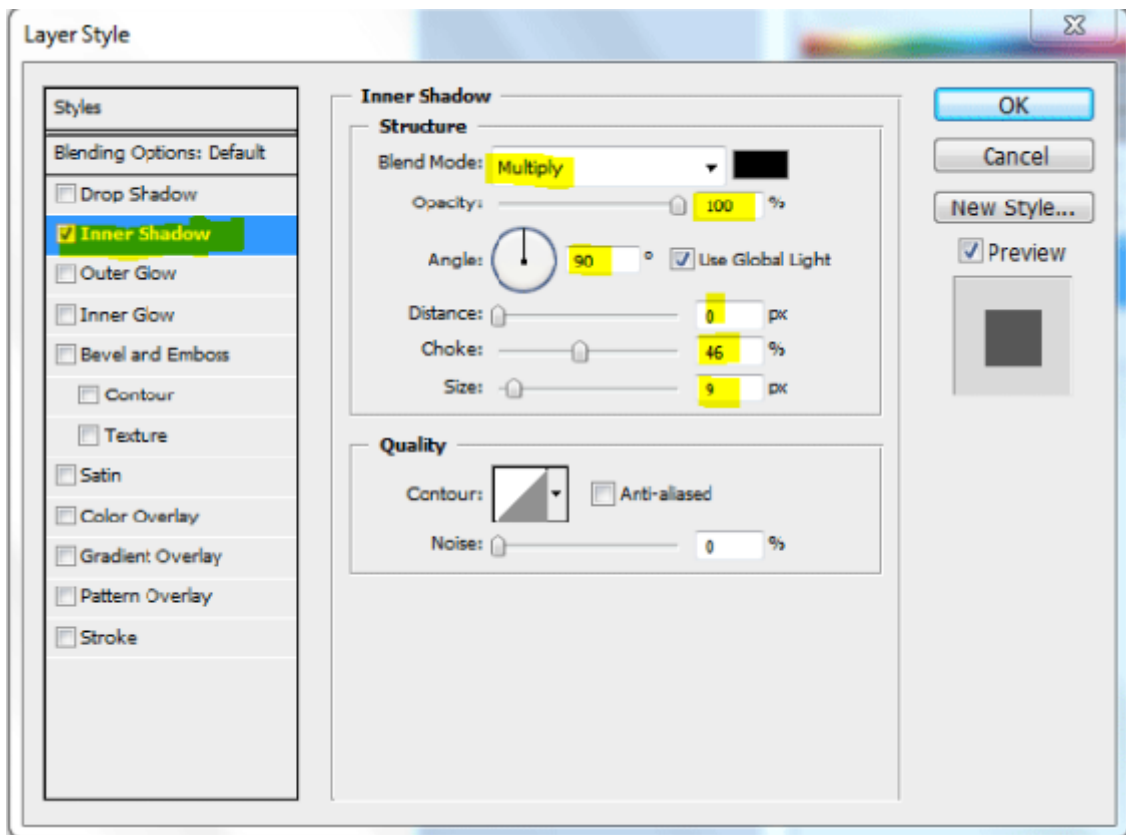 Layer Style
Styles
Blending Options: Default
Drop Shadow
Inner Shadow
Outer Glow
Inner Glow
Bevel and Emboss
Contour
Texture
Satin
Color Overlay
Gradient Overlay
Pattern Overlay
Stroke
Inner Shadow
Structure
Blend Mode: Multiply
Opacity: 100 %
Angle: 90 ° Use Global Light
Distance: 0 px
Choke: 46 %
Size: 9 px
Quality
Contour: Anti-aliased
Noise: 0 %
OK
Cancel
New Style...
Preview